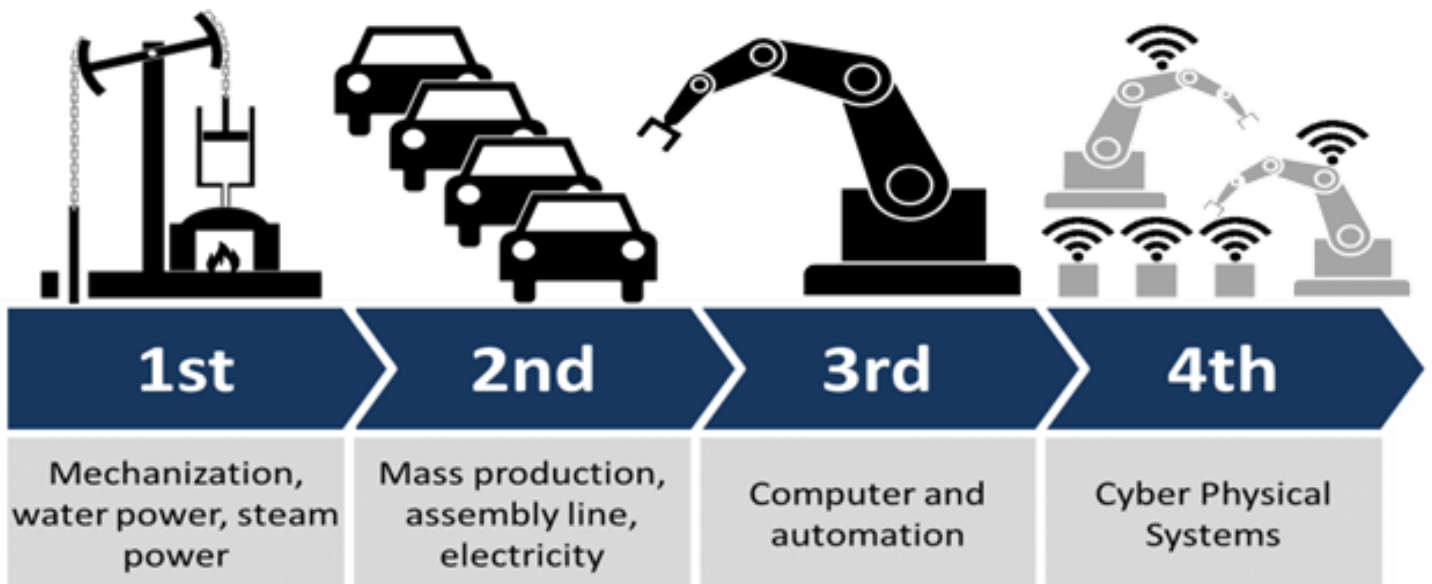 1st
2nd
3rd
4th
Mechanization,
water power, steam
power
Mass production,
assembly line,
electricity
Computer and
automation
Cyber Physical
Systems